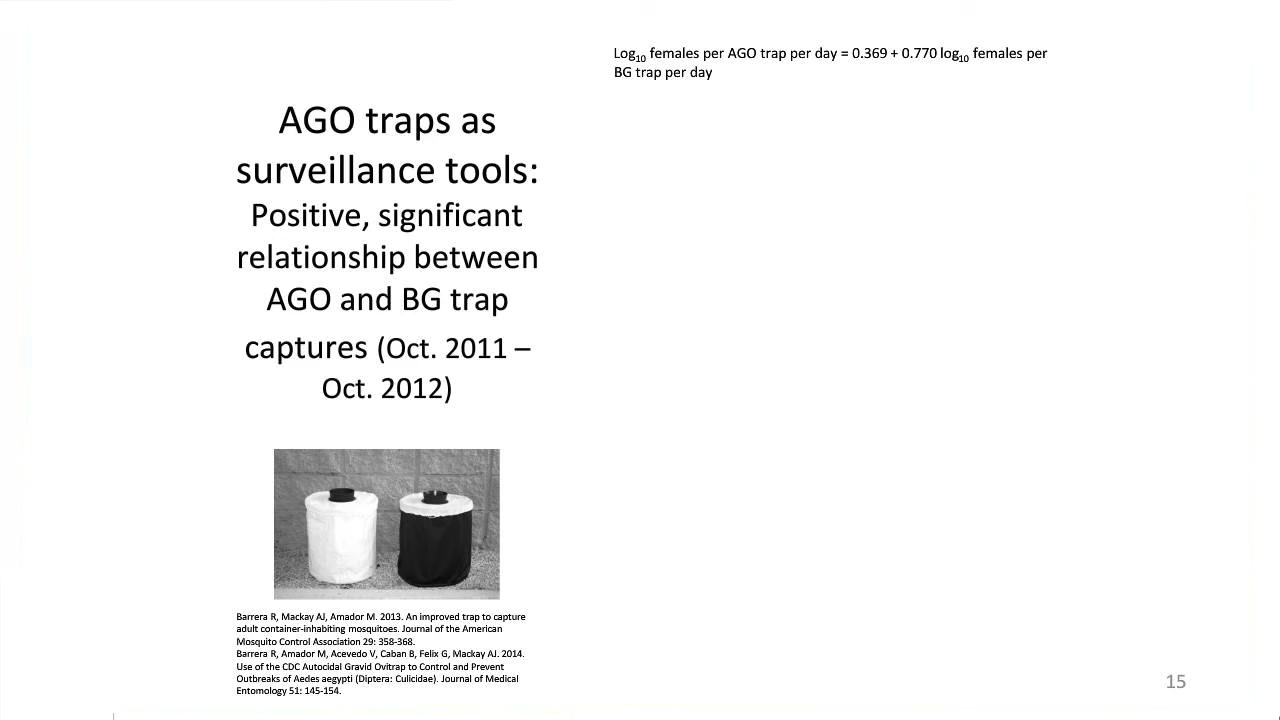 Log10 females per AGO trap per day = 0.369 + 0.770 log10 females per
BG trap per day
AGO traps as
surveillance tools:
Positive, significant
relationship between
AGO and BG trap
captures (Oct. 2011 –
Oct. 2012)
Barrera R, Mackay AJ, Amador M. 2013. An improved trap to capture
adult container-inhabiting mosquitoes. Journal of the American
Mosquito Control Association 29: 358-368.
Barrera R, Amador M, Acevedo V, Caban B, Felix G, Mackay AJ. 2014.
Use of the CDC Autocidal Gravid Ovitrap to Control and Prevent
Outbreaks of Aedes aegypti (Diptera: Culicidae). Journal of Medical
Entomology 51: 145-154.
15